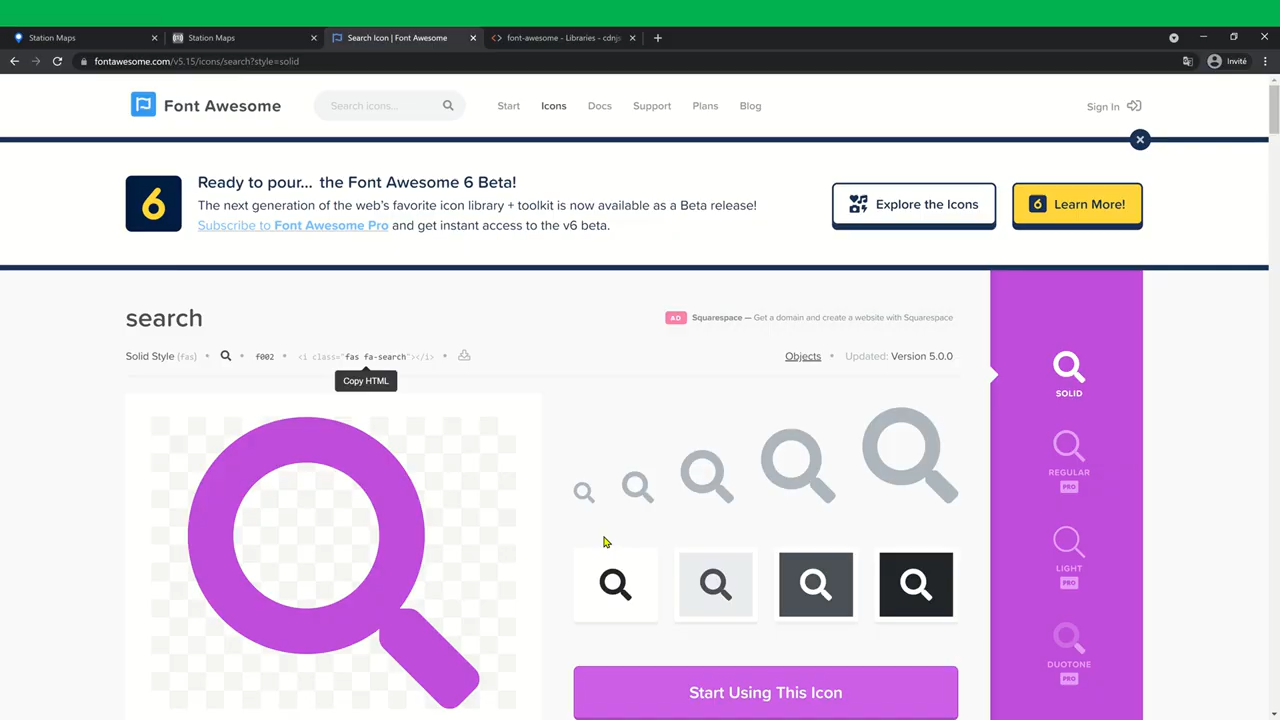 Station Maps
Station Maps
Search Icon | Font Awesome
font-awesome - Libraries - cdnjs
fontawesome.com/v5.15/icons/search?style=solid
Invité
Font Awesome
Search icons...
Start
Icons
Docs
Support
Plans
Blog
Sign In
6
Ready to pour... the Font Awesome 6 Beta!
The next generation of the web's favorite icon library + toolkit is now available as a Beta release!
Subscribe to Font Awesome Pro and get instant access to the v6 beta.
Explore the Icons
6 Learn More!
search
AD Squarespace — Get a domain and create a website with Squarespace
Solid Style (fas) • • f002 • <i class="fas fa-search"></i> •
Objects • Updated: Version 5.0.0
Copy HTML
SOLID
REGULAR
PRO
LIGHT
PRO
DUOTONE
PRO
Start Using This Icon